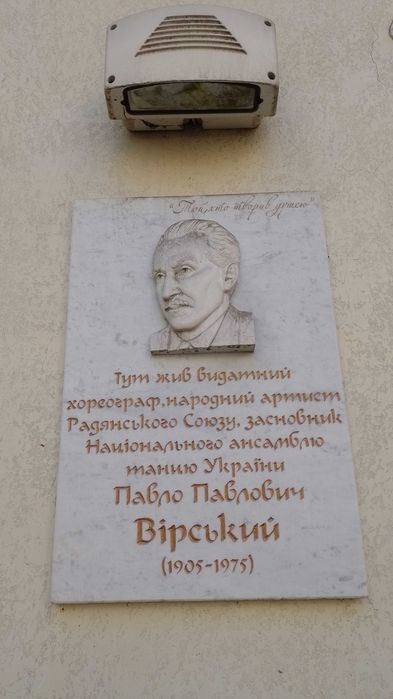 "Той, хто творив душею"
Тут жив видатний
хореограф, народний артист
Радянського Союзу, засновник
Національного ансамблю
танцю України
Павло Павлович
Вірський
(1905-1975)